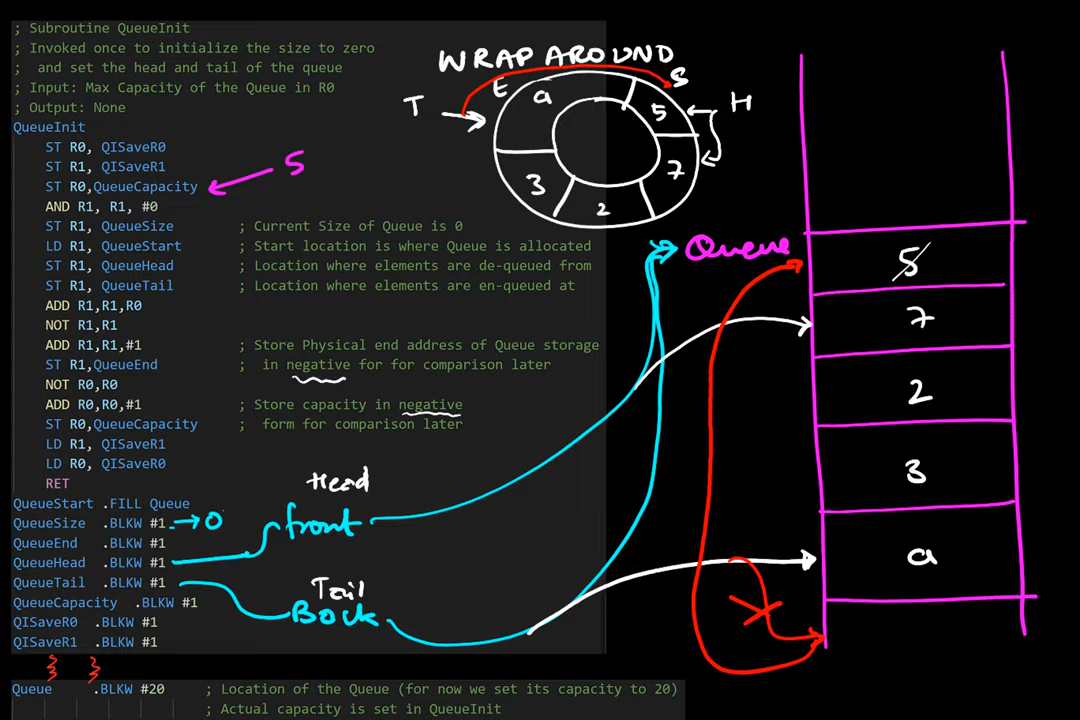 ; Subroutine QueueInit
; Invoked once to initialize the size to zero
;  and set the head and tail of the queue
; Input: Max Capacity of the Queue in R0
; Output: None
QueueInit
ST R0, QISaveR0
ST R1, QISaveR1
ST R0,QueueCapacity
AND R1, R1, #0
ST R1, QueueSize ; Current Size of Queue is 0
LD R1, QueueStart ; Start location is where Queue is allocated
ST R1, QueueHead ; Location where elements are de-queued from
ST R1, QueueTail ; Location where elements are en-queued at
ADD R1,R1,R0
NOT R1,R1
ADD R1,R1,#1 ; Store Physical end address of Queue storage
ST R1,QueueEnd ;  in negative for for comparison later
NOT R0,R0
ADD R0,R0,#1 ; Store capacity in negative
ST R0,QueueCapacity ;  form for comparison later
LD R1, QISaveR1
LD R0, QISaveR0
RET
QueueStart .FILL Queue
QueueSize .BLKW #1
QueueEnd .BLKW #1
QueueHead .BLKW #1
QueueTail .BLKW #1
QueueCapacity .BLKW #1
QISaveR0 .BLKW #1
QISaveR1 .BLKW #1
Queue .BLKW #20 ; Location of the Queue (for now we set its capacity to 20)
; Actual capacity is set in QueueInit
5
0
Head
front
Tail
Back
WRAP AROUND
E
S
T
H
9
5
7
2
3
Queue
5
7
2
3
9